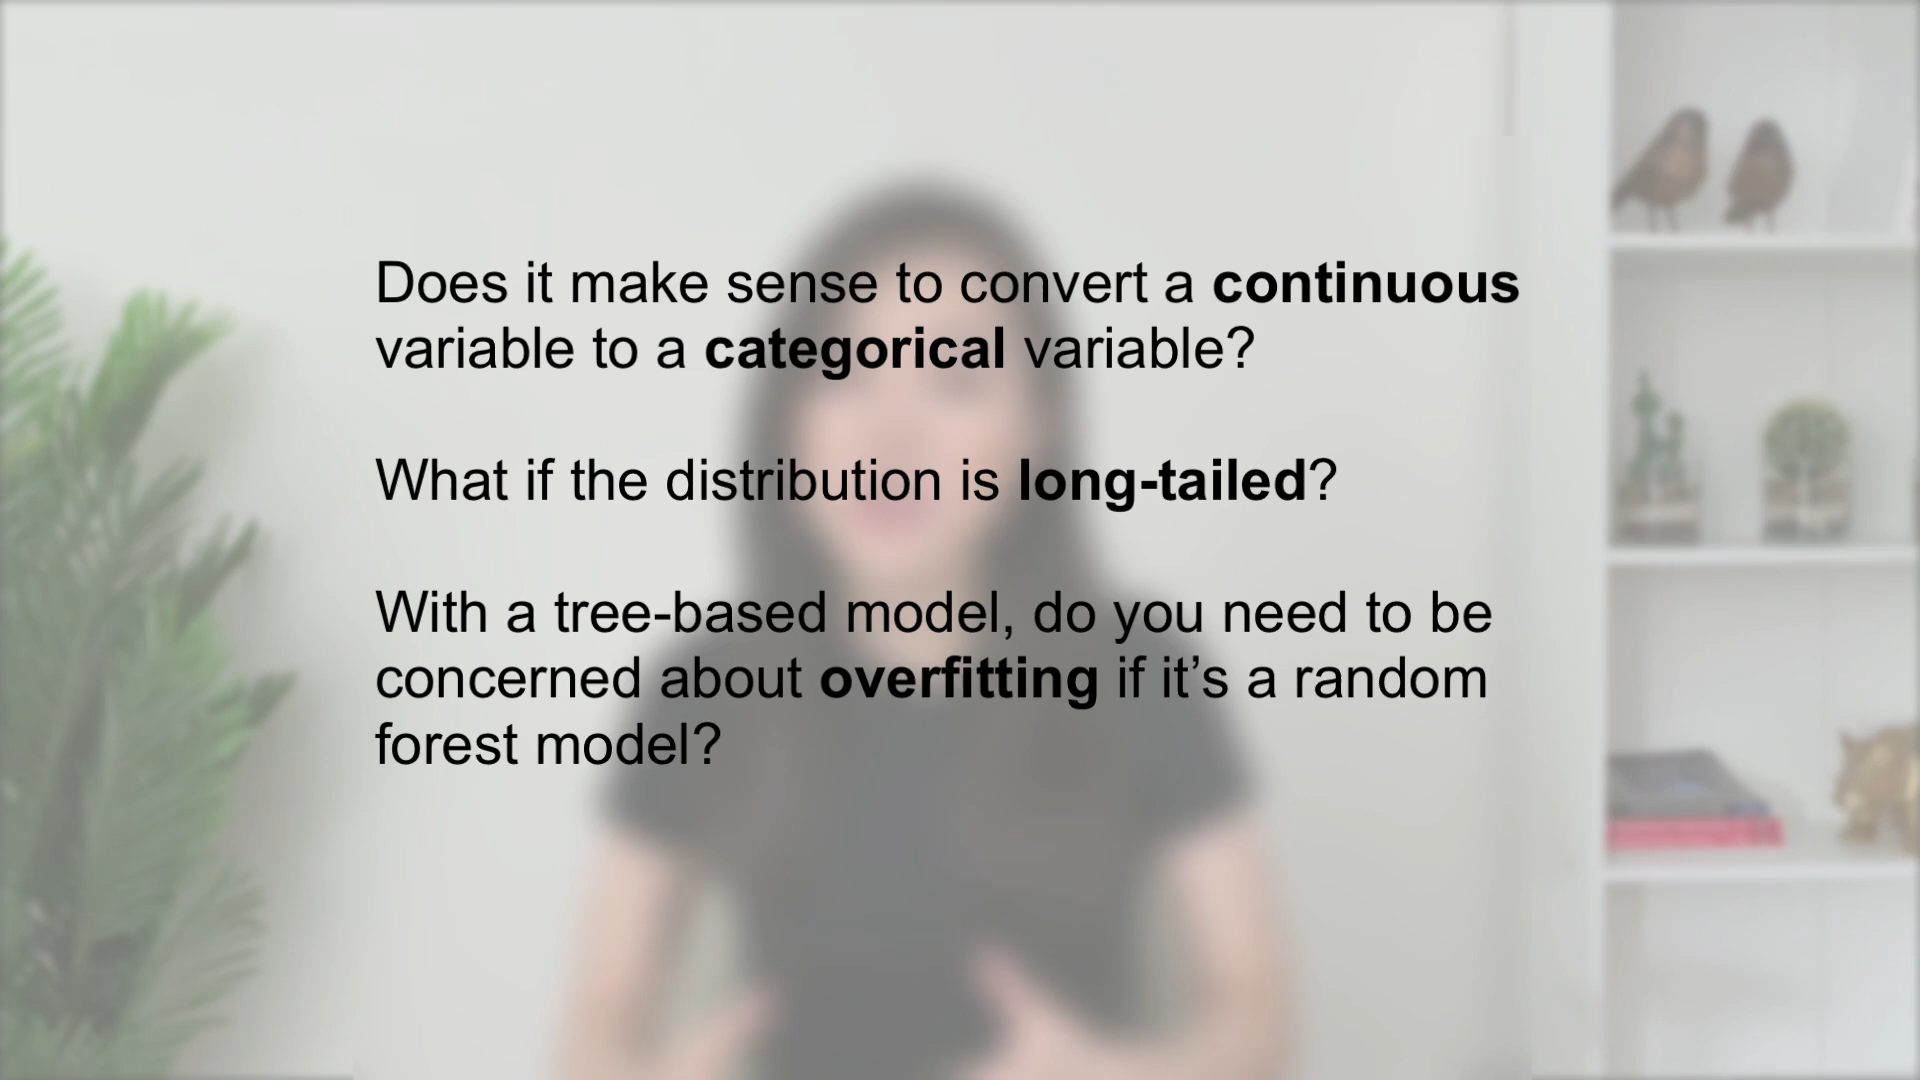 Does it make sense to convert a continuous
variable to a categorical variable?
What if the distribution is long-tailed?
With a tree-based model, do you need to be
concerned about overfitting if it’s a random
forest model?